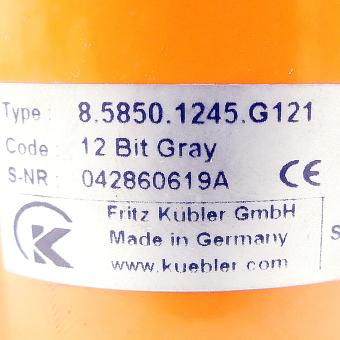 Type : 8.5850.1245.G121
Code : 12 Bit Gray
S-NR : 042860619A CE
Fritz Kübler GmbH
Made in Germany
www.kuebler.com